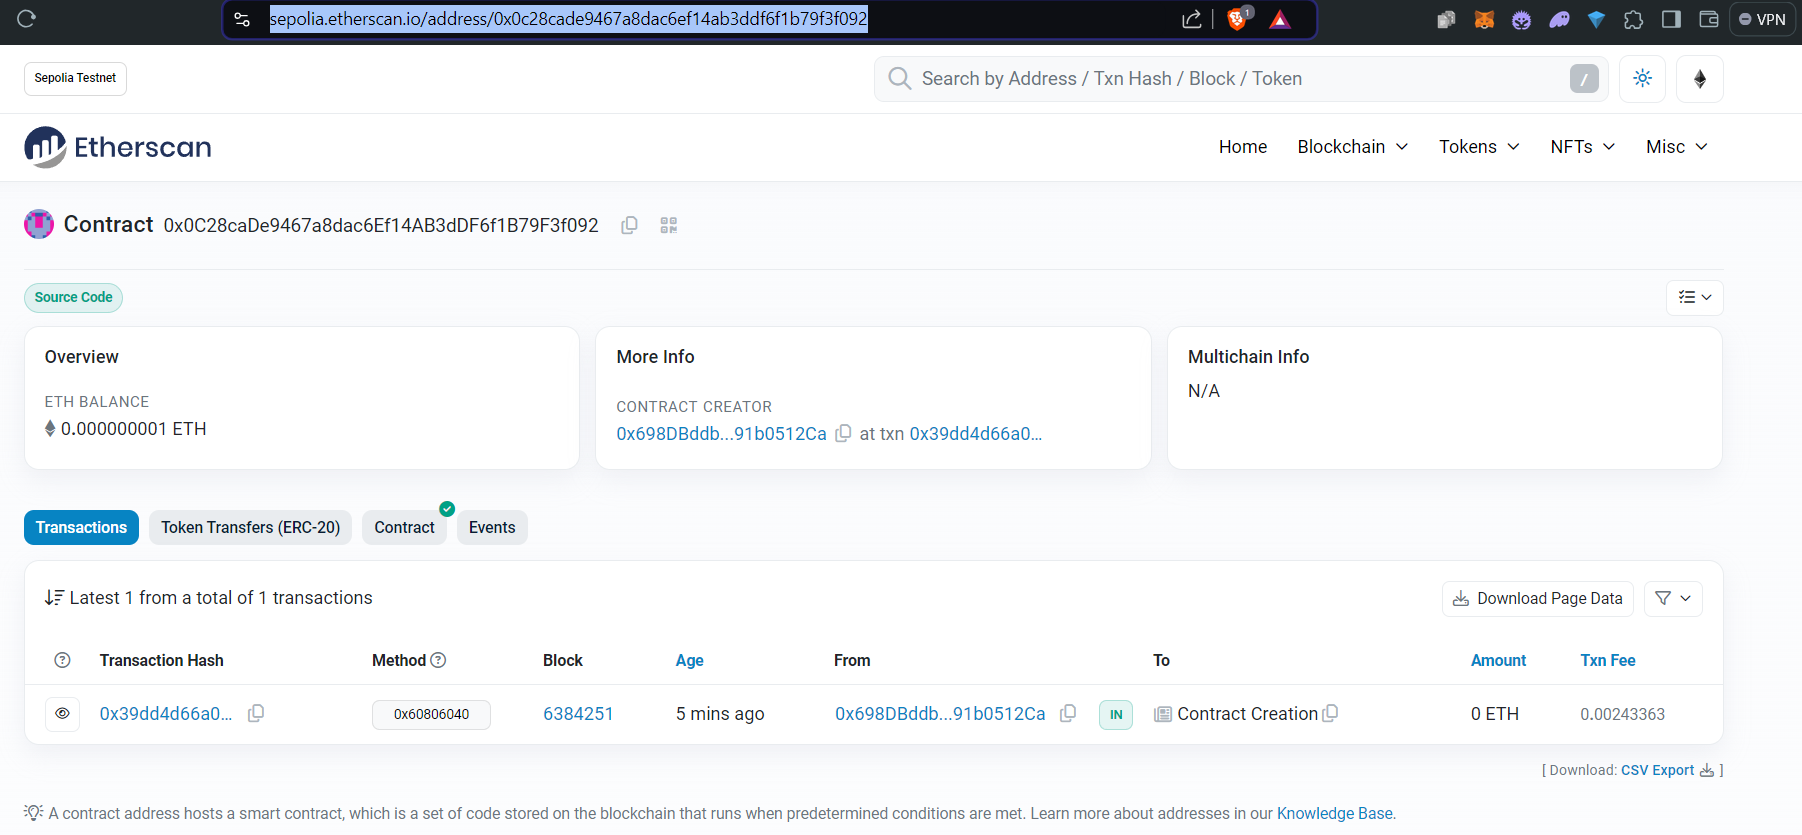 sepolia.etherscan.io/address/0x0c28cade9467a8dac6ef14ab3ddf6f1b79f3f092
1
VPN
Sepolia Testnet
Search by Address / Txn Hash / Block / Token
/
Etherscan
Home Blockchain Tokens NFTs Misc
Contract 0x0C28caDe9467a8dac6Ef14AB3dDF6f1B79F3f092
Source Code
Overview
ETH BALANCE
0.000000001 ETH
More Info
CONTRACT CREATOR
0x698DBddb...91b0512Ca at txn 0x39dd4d66a0...
Multichain Info
N/A
Transactions Token Transfers (ERC-20) Contract Events
Latest 1 from a total of 1 transactions
Download Page Data
? Transaction Hash Method ? Block Age From To Amount Txn Fee
0x39dd4d66a0... 0x60806040 6384251 5 mins ago 0x698DBddb...91b0512Ca IN Contract Creation 0 ETH 0.00243363
[ Download: CSV Export ]
A contract address hosts a smart contract, which is a set of code stored on the blockchain that runs when predetermined conditions are met. Learn more about addresses in our Knowledge Base.